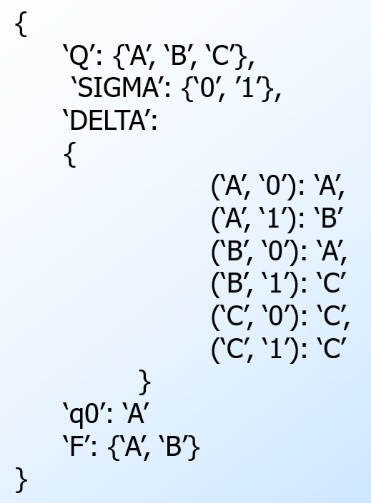 {
‘Q’: {‘A’, ‘B’, ‘C’},
‘SIGMA’: {‘0’, ’1’},
‘DELTA’:
{
(‘A’, ‘0’): ‘A’,
(‘A’, ‘1’): ‘B’
(‘B’, ‘0’): ‘A’,
(‘B’, ‘1’): ‘C’
(‘C’, ‘0’): ‘C’,
(‘C’, ‘1’): ‘C’
}
‘q0’: ‘A’
‘F’: {‘A’, ‘B’}
}